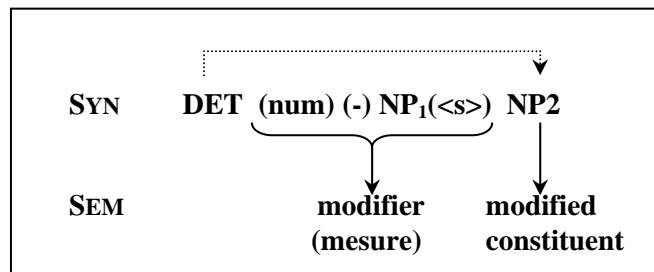 SYN DET (num) (-) NP₁(<s>) NP2
SEM modifier modified
(mesure) constituent